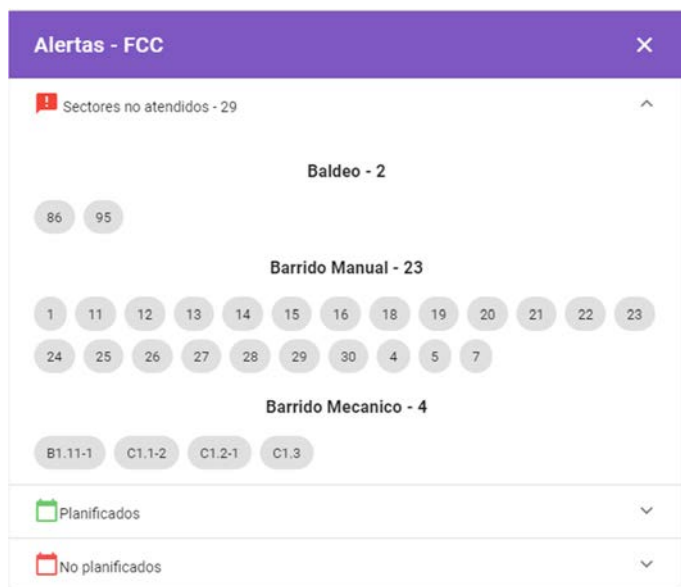 Alertas - FCC
Sectores no atendidos - 29
Baldeo - 2
86 95
Barrido Manual - 23
1 11 12 13 14 15 16 18 19 20 21 22 23
24 25 26 27 28 29 30 4 5 7
Barrido Mecanico - 4
B1.11-1 C1.1-2 C1.2-1 C1.3
Planificados
No planificados